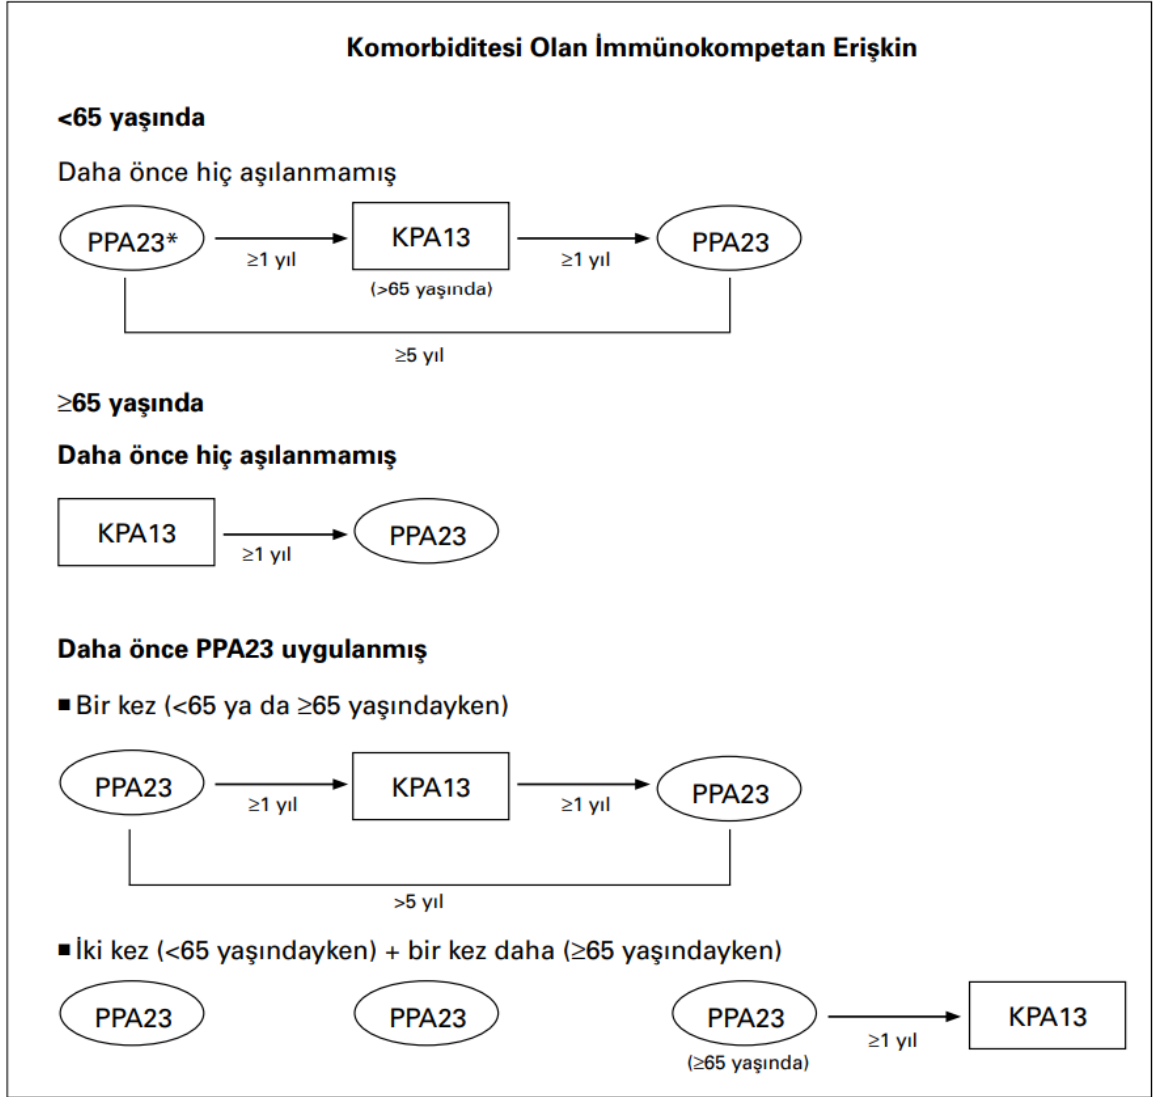 Komorbiditesi Olan İmmünokompetan Erişkin
<65 yaşında
Daha önce hiç aşılanmamış
PPA23* ≥1 yıl KPA13 ≥1 yıl PPA23
(>65 yaşında)
≥5 yıl
≥65 yaşında
Daha önce hiç aşılanmamış
KPA13 ≥1 yıl PPA23
Daha önce PPA23 uygulanmış
■ Bir kez (<65 ya da ≥65 yaşındayken)
PPA23 ≥1 yıl KPA13 ≥1 yıl PPA23
>5 yıl
■ İki kez (<65 yaşındayken) + bir kez daha (≥65 yaşındayken)
PPA23 PPA23 PPA23 ≥1 yıl KPA13
(≥65 yaşında)